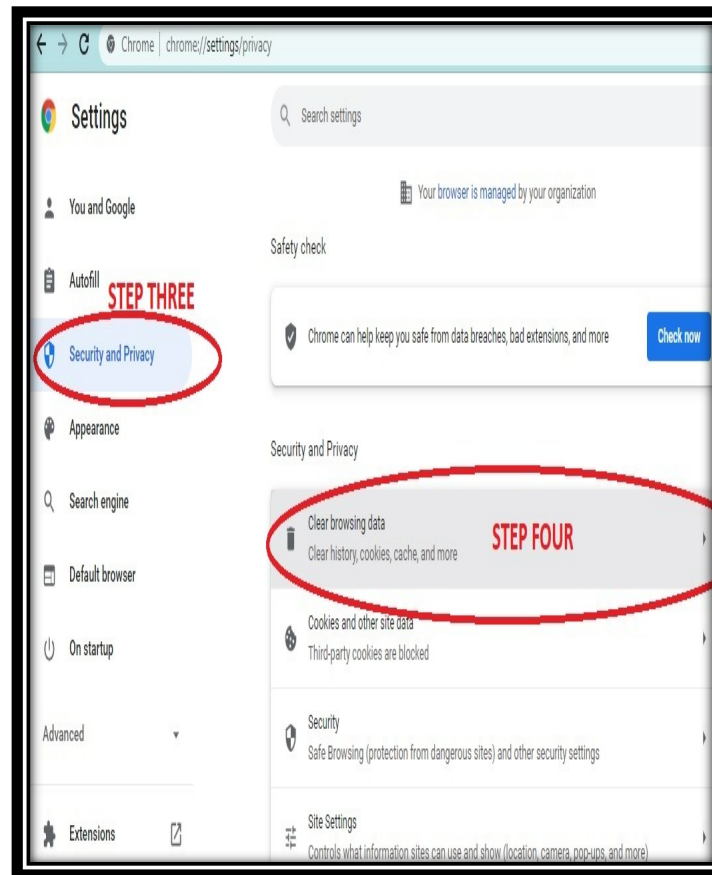 Chrome | chrome://settings/privacy
Settings
Search settings
Your browser is managed by your organization
You and Google
Safety check
Autofill
STEP THREE
Chrome can help keep you safe from data breaches, bad extensions, and more
Check now
Security and Privacy
Appearance
Security and Privacy
Search engine
Clear browsing data
Clear history, cookies, cache, and more
STEP FOUR
Default browser
Cookies and other site data
Third-party cookies are blocked
On startup
Advanced
Security
Safe Browsing (protection from dangerous sites) and other security settings
Extensions
Site Settings
Controls what information sites can use and show (location, camera, pop-ups, and more)